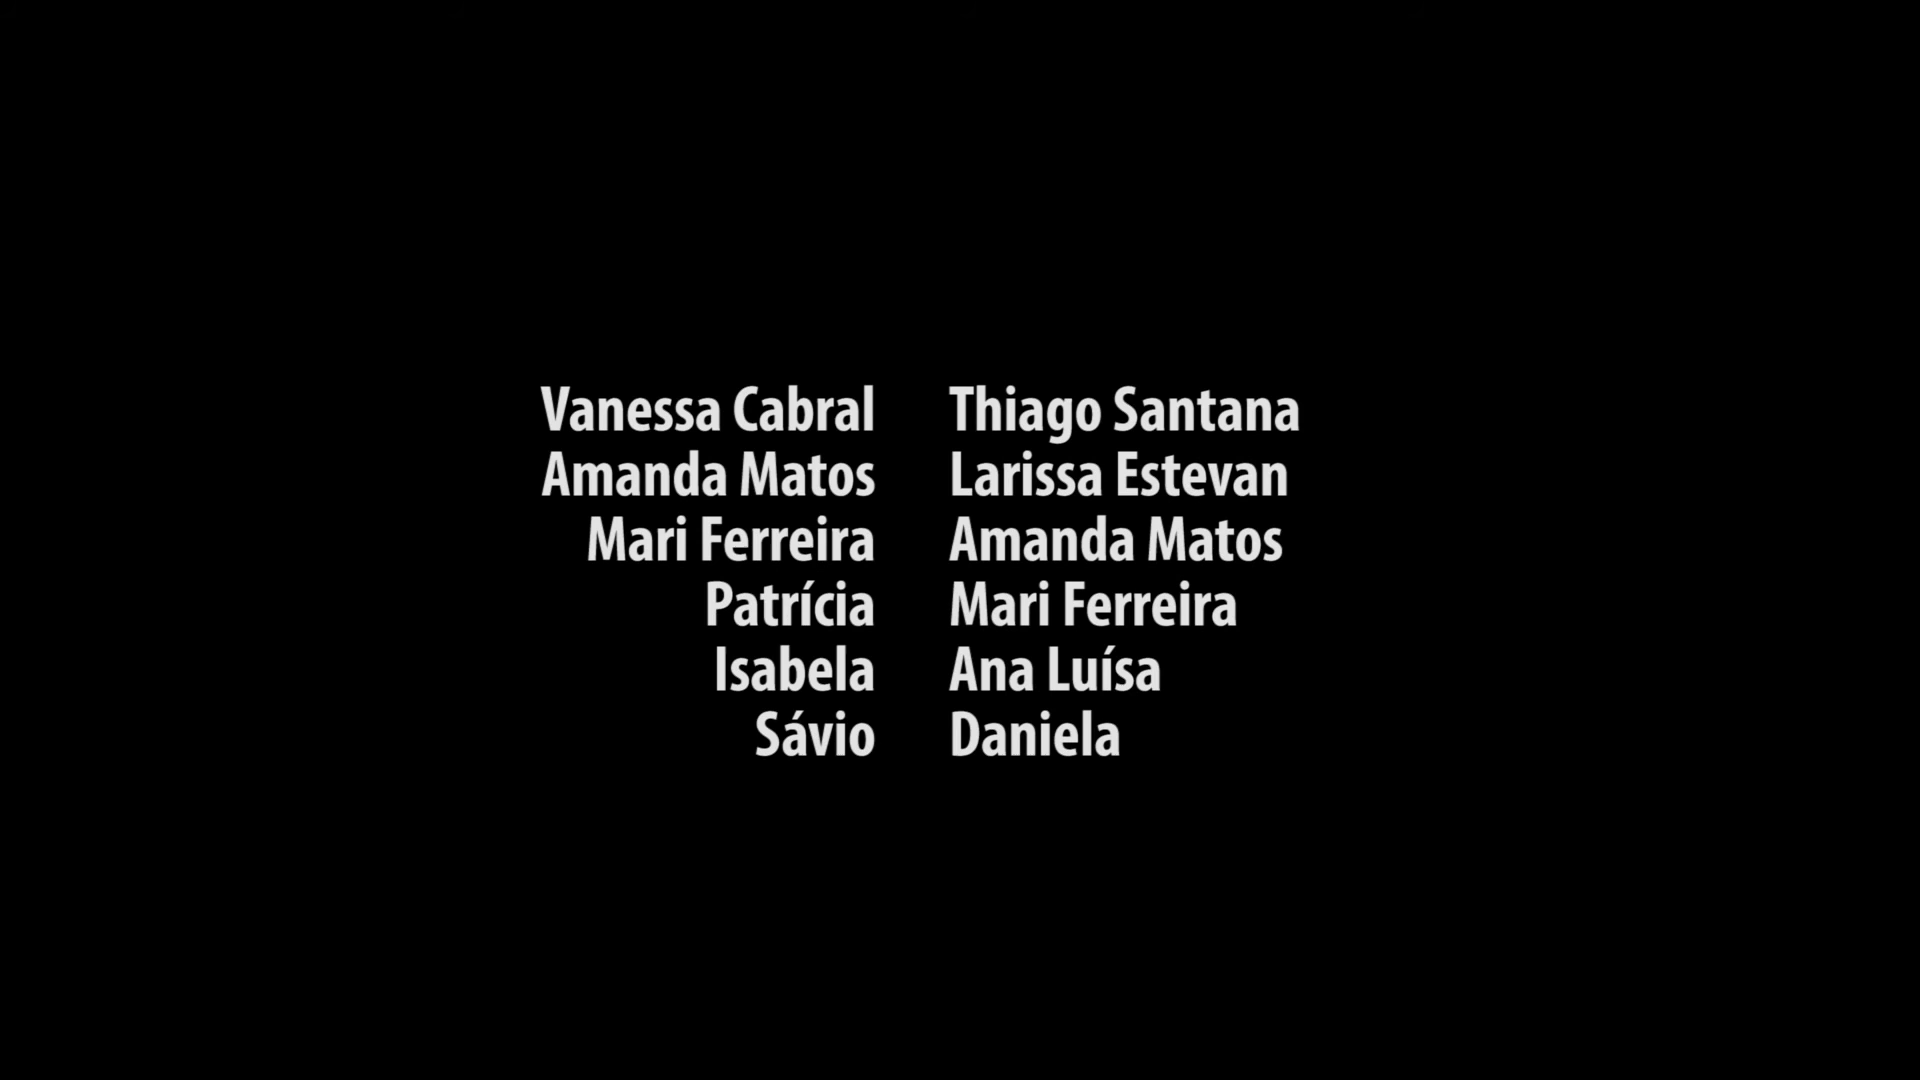 Vanessa Cabral Thiago Santana
Amanda Matos Larissa Estevan
Mari Ferreira Amanda Matos
Patrícia Mari Ferreira
Isabela Ana Luísa
Sávio Daniela